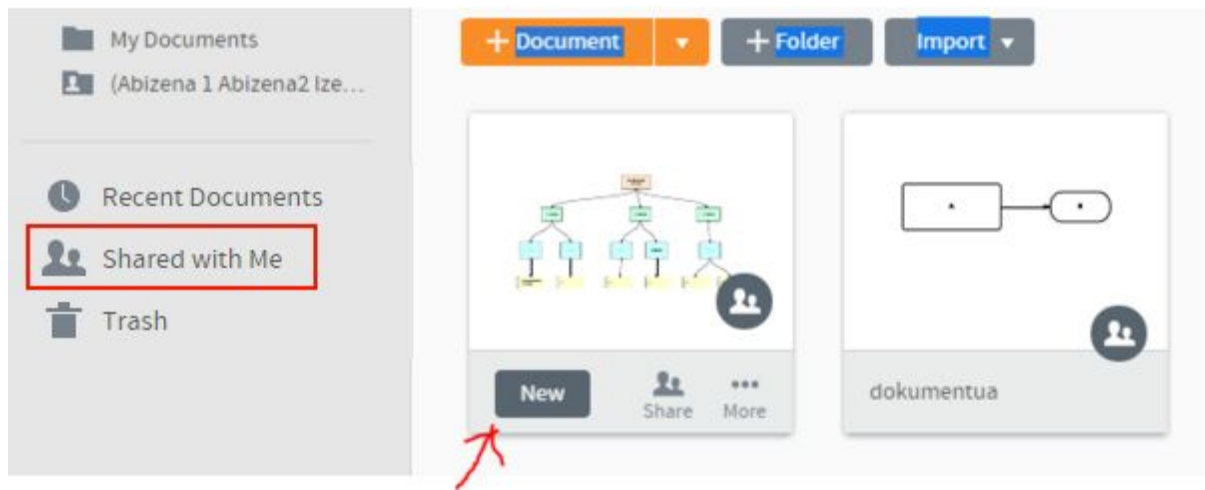 My Documents
(Abizena 1 Abizena2 Ize...
Recent Documents
Shared with Me
Trash
+ Document
+ Folder
Import
New
Share
More
dokumentua